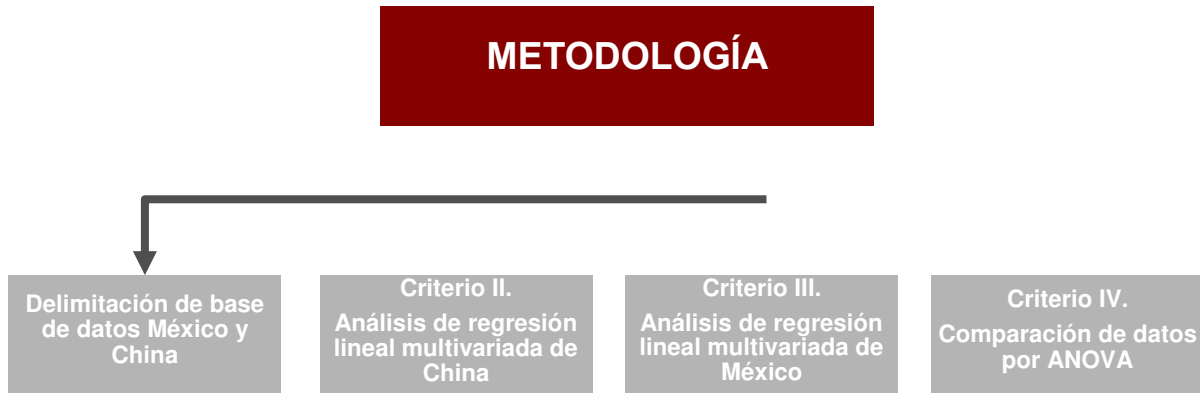 METODOLOGÍA
Delimitación de base
de datos México y
China
Criterio II.
Análisis de regresión
lineal multivariada de
China
Criterio III.
Análisis de regresión
lineal multivariada de
México
Criterio IV.
Comparación de datos
por ANOVA